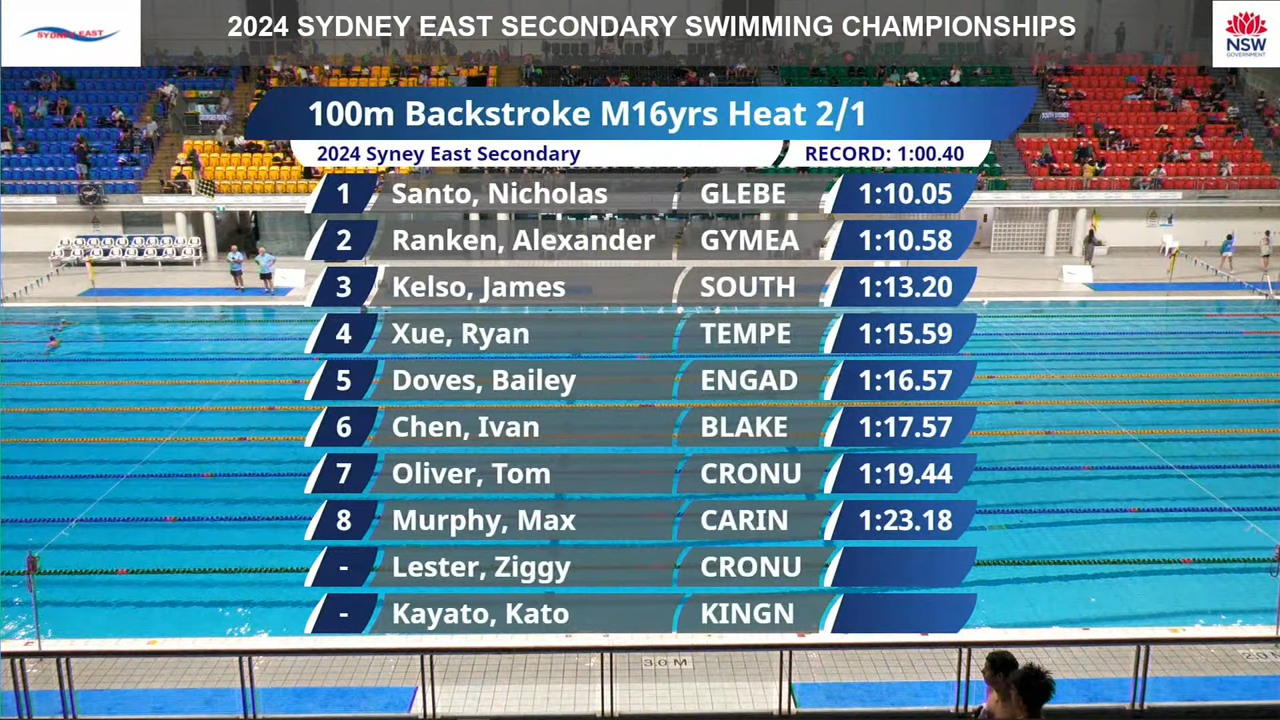 SYDNEY EAST
2024 SYDNEY EAST SECONDARY SWIMMING CHAMPIONSHIPS
NSW
GOVERNMENT
100m Backstroke M16yrs Heat 2/1
2024 Syney East Secondary RECORD: 1:00.40
1 Santo, Nicholas GLEBE 1:10.05
2 Ranken, Alexander GYMEA 1:10.58
3 Kelso, James SOUTH 1:13.20
4 Xue, Ryan TEMPE 1:15.59
5 Doves, Bailey ENGAD 1:16.57
6 Chen, Ivan BLAKE 1:17.57
7 Oliver, Tom CRONU 1:19.44
8 Murphy, Max CARIN 1:23.18
- Lester, Ziggy CRONU
- Kayato, Kato KINGN
30M